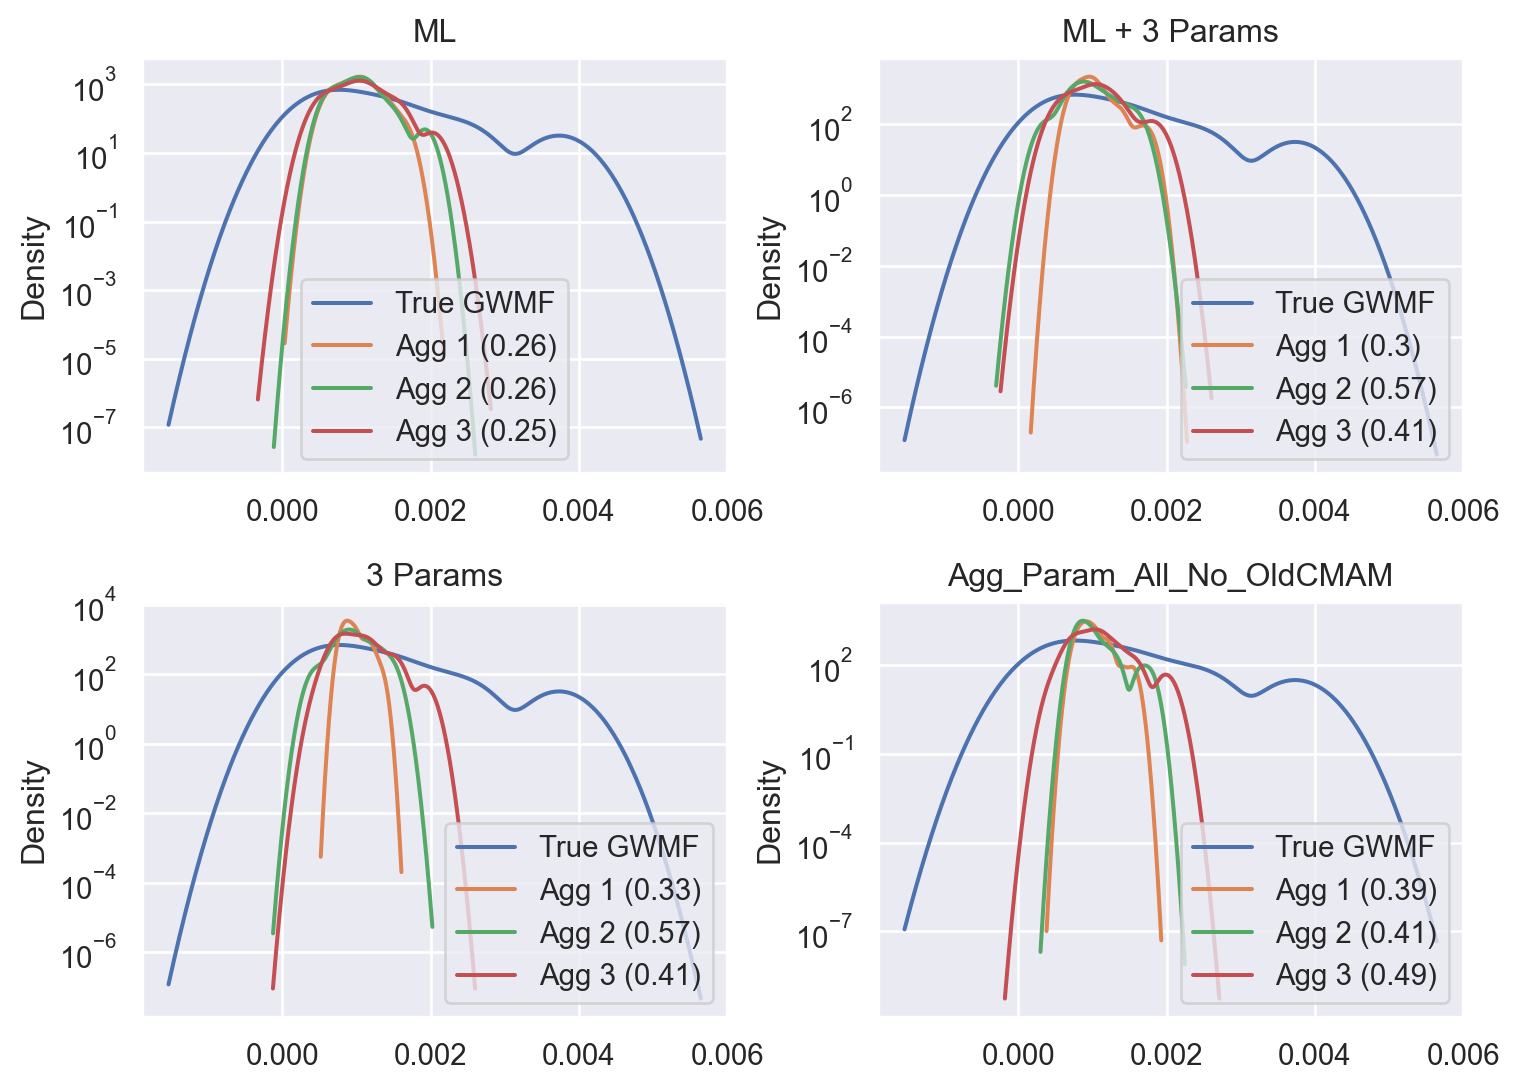 ML
Density
10^3
10^1
10^−1
10^−3
10^−5
10^−7
True GWMF
Agg 1 (0.26)
Agg 2 (0.26)
Agg 3 (0.25)
0.000 0.002 0.004 0.006
ML + 3 Params
Density
10^2
10^0
10^−2
10^−4
10^−6
True GWMF
Agg 1 (0.3)
Agg 2 (0.57)
Agg 3 (0.41)
0.000 0.002 0.004 0.006
3 Params
Density
10^4
10^2
10^0
10^−2
10^−4
10^−6
True GWMF
Agg 1 (0.33)
Agg 2 (0.57)
Agg 3 (0.41)
0.000 0.002 0.004 0.006
Agg_Param_All_No_OldCMAM
Density
10^2
10^−1
10^−4
10^−7
True GWMF
Agg 1 (0.39)
Agg 2 (0.41)
Agg 3 (0.49)
0.000 0.002 0.004 0.006